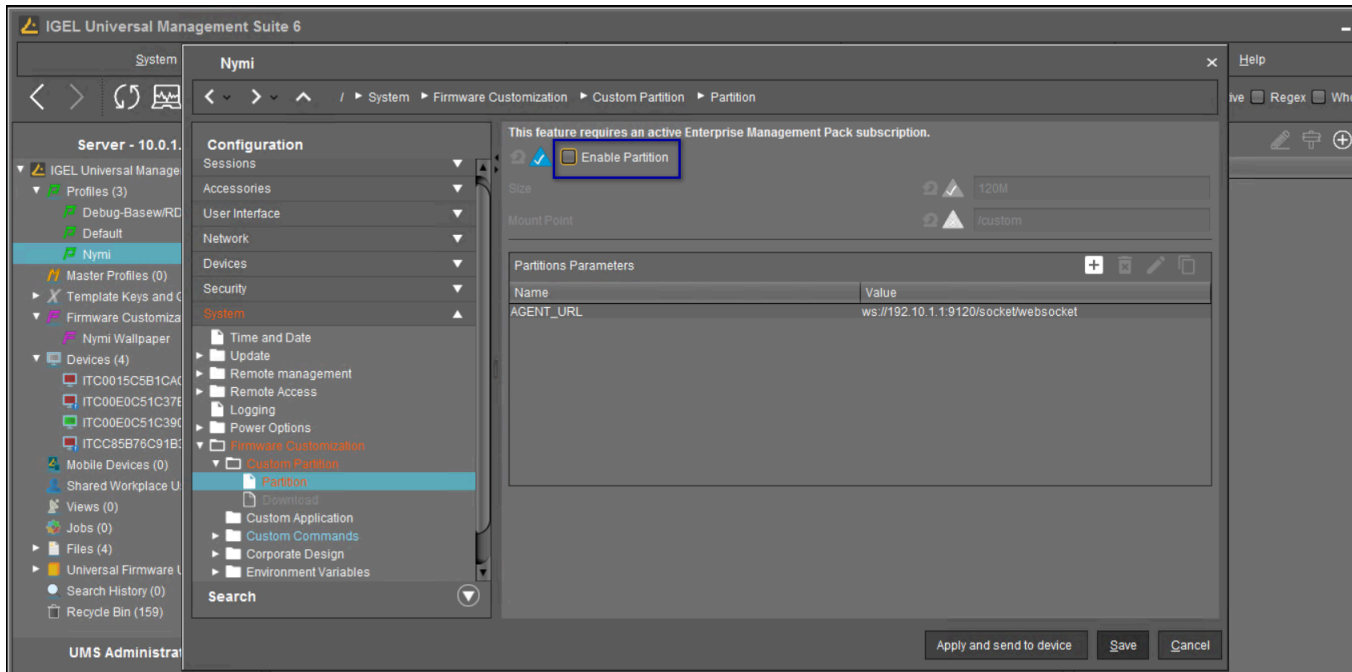 IGEL Universal Management Suite 6
System
Help
Regex
Nymi
/ ▸ System ▸ Firmware Customization ▸ Custom Partition ▸ Partition
Server - 10.0.1.
IGEL Universal Manage
Profiles (3)
Debug-Basew/RD
Default
Nymi
Master Profiles (0)
Template Keys and
Firmware Customiza
Nymi Wallpaper
Devices (4)
ITC0015C5B1CA
ITC00E0C51C37
ITC00E0C51C390
ITCC85B76C91B
Mobile Devices (0)
Shared Workplace U
Views (0)
Jobs (0)
Files (4)
Universal Firmware
Search History (0)
Recycle Bin (159)
UMS Administra
Configuration
Sessions
Accessories
User Interface
Network
Devices
Security
System
Time and Date
Update
Remote management
Remote Access
Logging
Power Options
Firmware Customization
Custom Partition
Partition
Download
Custom Application
Custom Commands
Corporate Design
Environment Variables
Search
This feature requires an active Enterprise Management Pack subscription.
Enable Partition
Size
120M
Mount Point
/custom
Partitions Parameters
Name Value
AGENT_URL ws://192.10.1.1:9120/socket/websocket
Apply and send to device Save Cancel